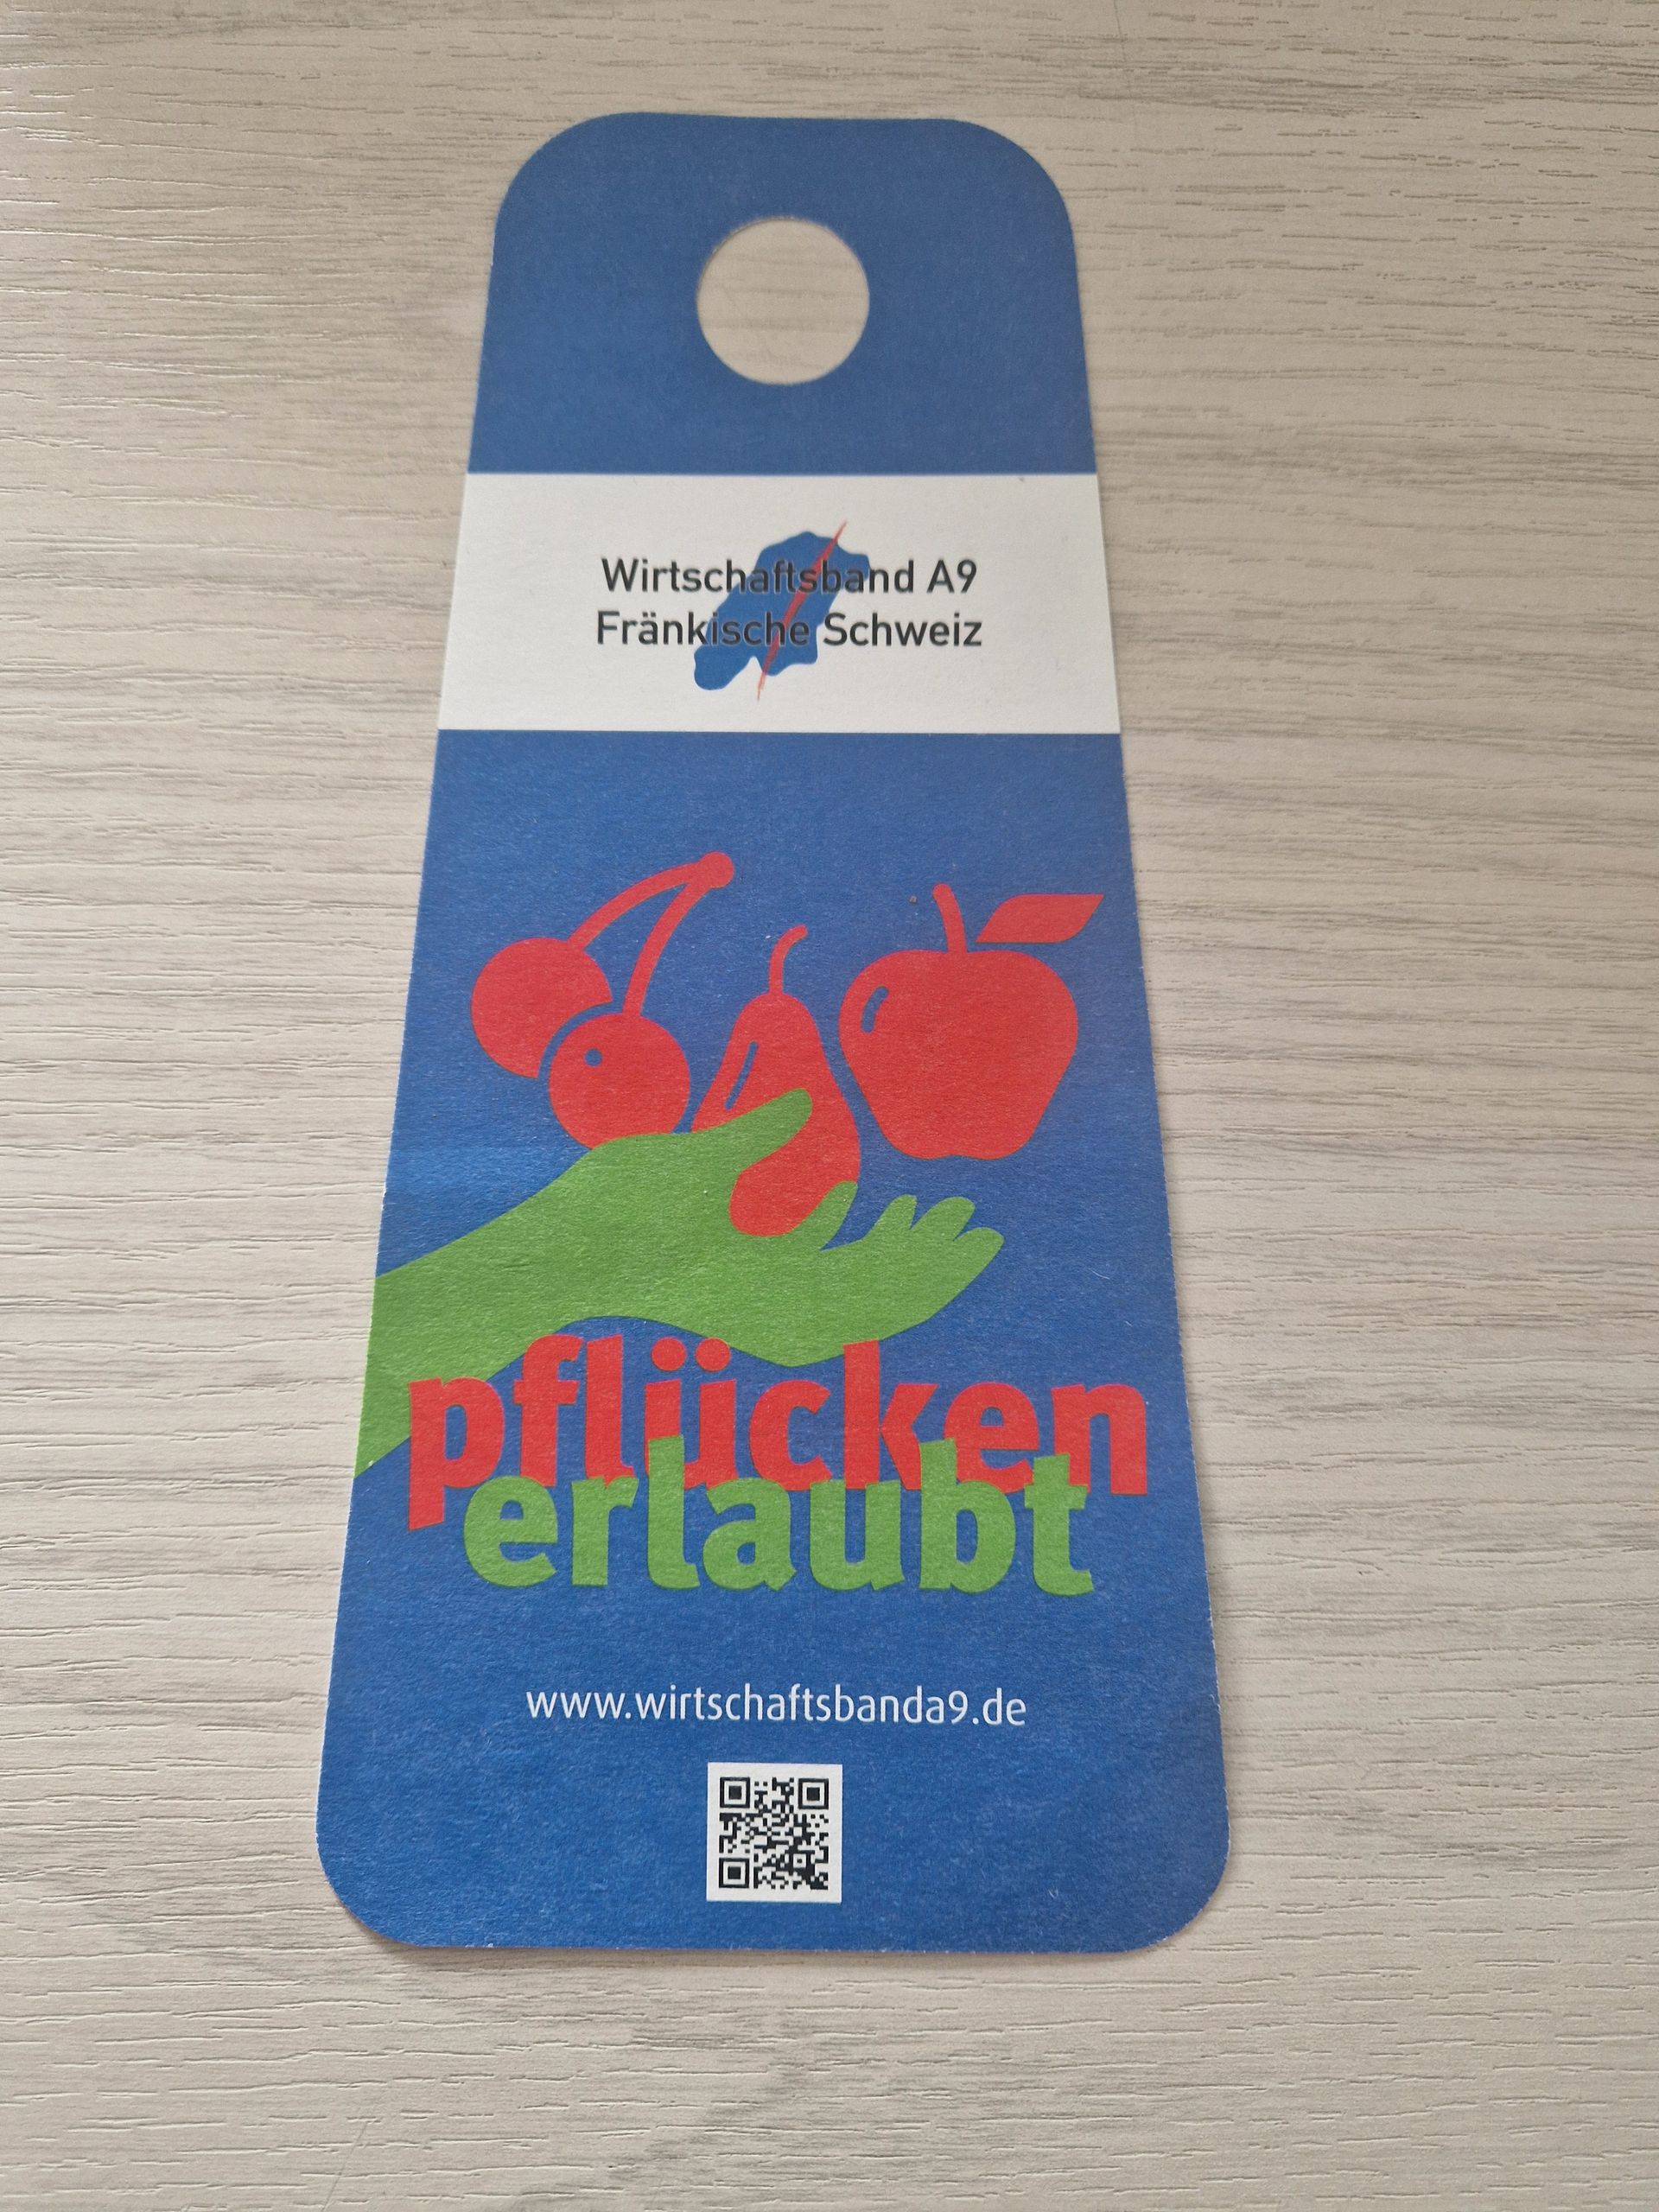 Wirtschaftsband A9
Fränkische Schweiz
pflücken
erlaubt
www.wirtschaftsbanda9.de